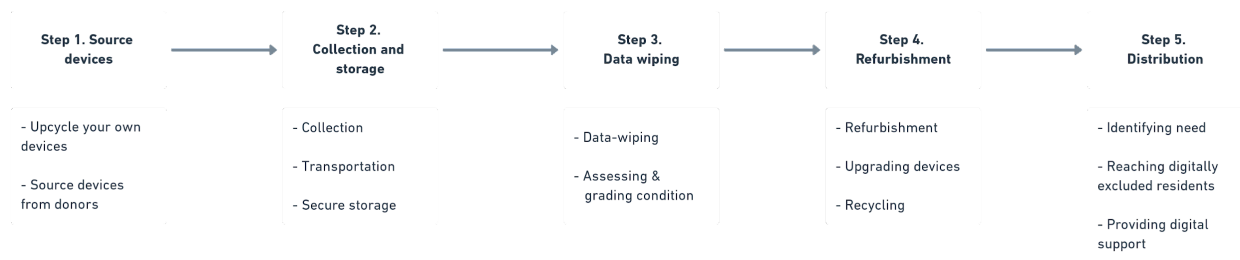 Step 1. Source
devices
Step 2.
Collection and
storage
Step 3.
Data wiping
Step 4.
Refurbishment
Step 5.
Distribution
- Upcycle your own
devices
- Source devices
from donors
- Collection
- Transportation
- Secure storage
- Data-wiping
- Assessing &
grading condition
- Refurbishment
- Upgrading devices
- Recycling
- Identifying need
- Reaching digitally
excluded residents
- Providing digital
support